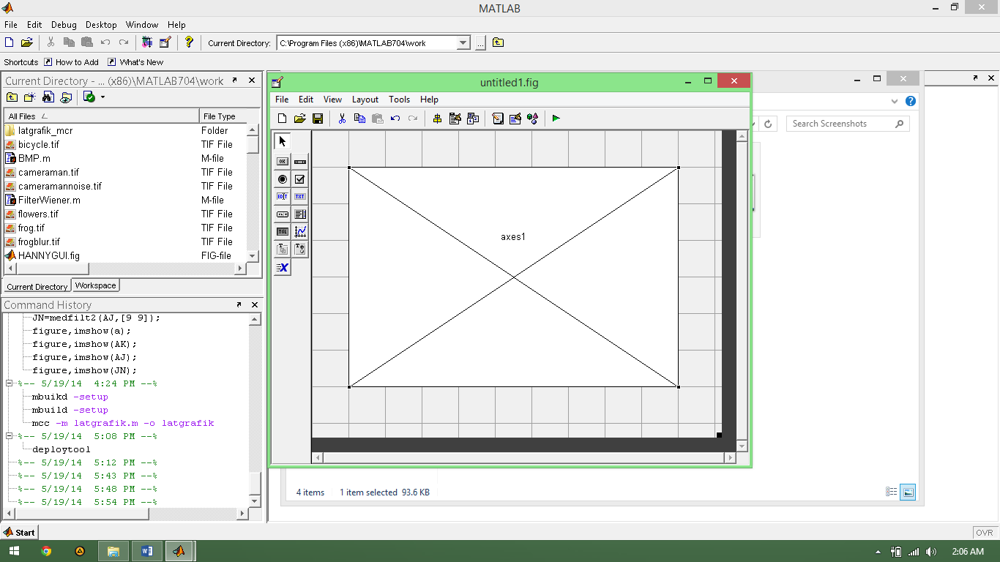 MATLAB
File Edit Debug Desktop Window Help
Current Directory: C:\Program Files (x86)\MATLAB704\work ...
Shortcuts How to Add What's New
Current Directory - ... (x86)\MATLAB704\work
All Files File Type
latgrafik_mcr Folder
bicycle.tif TIF File
BMP.m M-file
cameraman.tif TIF File
cameramannoise.tif TIF File
FilterWiener.m M-file
flowers.tif TIF File
frog.tif TIF File
frogblur.tif TIF File
HANNYGUI.fig FIG-file
Current Directory Workspace
Command History
JN=medfilt2(AJ,[9 9]);
figure,imshow(a);
figure,imshow(AK);
figure,imshow(AJ);
figure,imshow(JN);
%-- 5/19/14 4:24 PM --%
mbuikd -setup
mbuild -setup
mcc -m latgrafik.m -o latgrafik
%-- 5/19/14 5:08 PM --%
deploytool
%-- 5/19/14 5:12 PM --%
%-- 5/19/14 5:43 PM --%
%-- 5/19/14 5:48 PM --%
%-- 5/19/14 5:54 PM --%
untitled1.fig
File Edit View Layout Tools Help
OK
EDIT TXT
TGL
X
axes1
Search Screenshots
4 items 1 item selected 93.6 KB
Start
OVR
2:06 AM